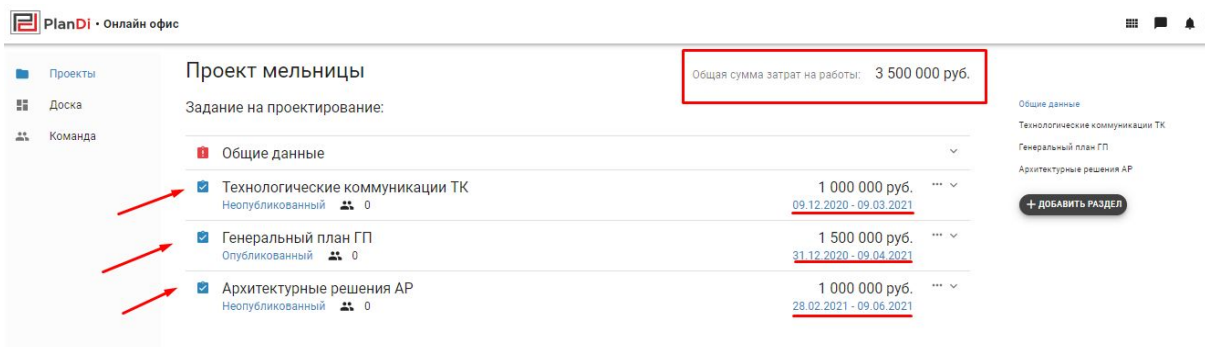 PlanDi • Онлайн офис
Проекты
Доска
Команда
Проект мельницы
Общая сумма затрат на работы: 3 500 000 руб.
Задание на проектирование:
Общие данные
Технологические коммуникации ТК
1 000 000 руб.
Неопубликованный 0
09.12.2020 - 09.03.2021
Генеральный план ГП
1 500 000 руб.
Опубликованный 0
31.12.2020 - 09.04.2021
Архитектурные решения АР
1 000 000 руб.
Неопубликованный 0
28.02.2021 - 09.06.2021
Общие данные
Технологические коммуникации ТК
Генеральный план ГП
Архитектурные решения АР
+ ДОБАВИТЬ РАЗДЕЛ